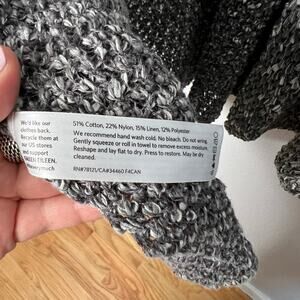 We'd like our
clothes back.
Recycle them at
our US stores
and support
EILEEN.
51% Cotton, 22% Nylon, 15% Linen, 12% Polyester
We recommend hand wash cold. No bleach. Do not wring.
Gently squeeze or roll in towel to remove excess moisture.
Reshape and lay flat to dry. Press to restore. May be dry
cleaned.
RN#78121/CA#34460 F4CAN